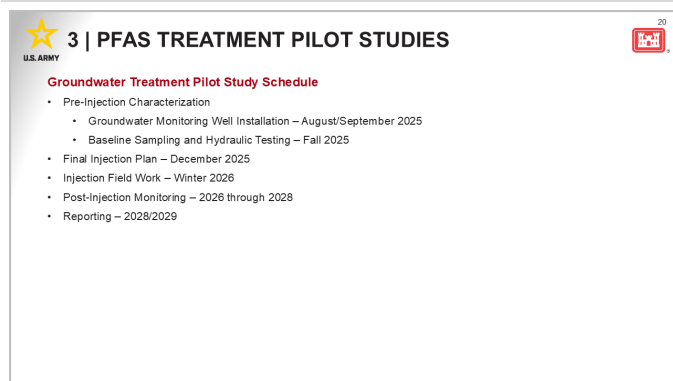 20
3 | PFAS TREATMENT PILOT STUDIES
U.S. ARMY
Groundwater Treatment Pilot Study Schedule
• Pre-Injection Characterization
• Groundwater Monitoring Well Installation – August/September 2025
• Baseline Sampling and Hydraulic Testing – Fall 2025
• Final Injection Plan – December 2025
• Injection Field Work – Winter 2026
• Post-Injection Monitoring – 2026 through 2028
• Reporting – 2028/2029